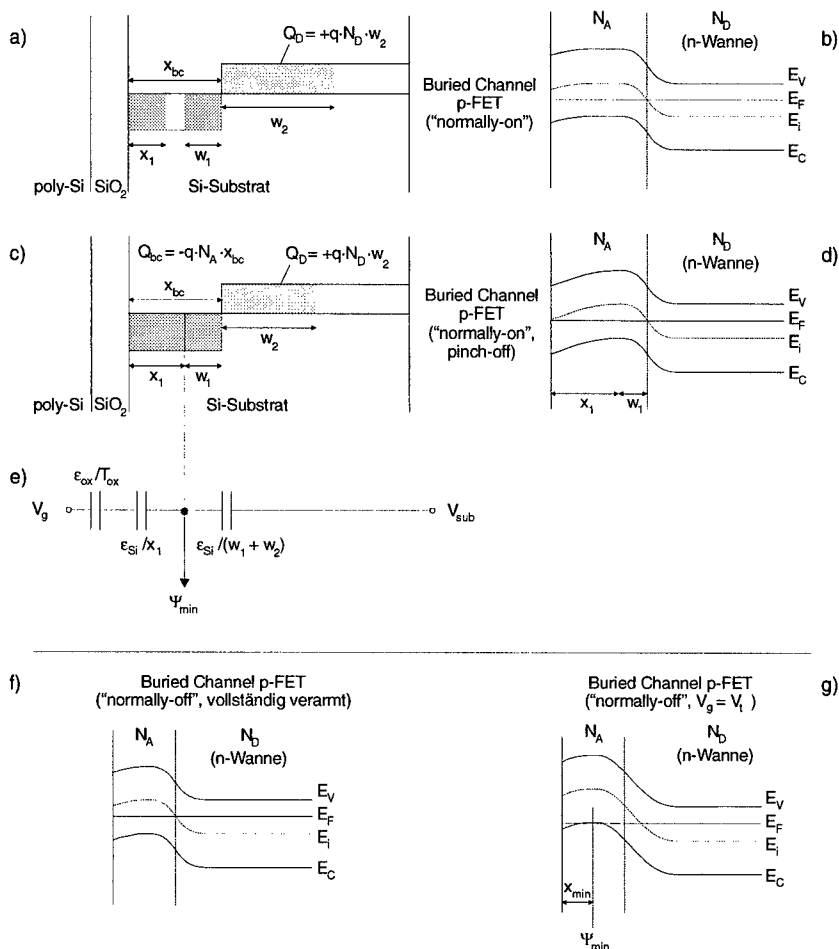 a)
Q_D = +q·N_D·w_2
x_bc
w_2
x_1
w_1
poly-Si
SiO_2
Si-Substrat
Buried Channel
p-FET
("normally-on")
b)
N_A
N_D
(n-Wanne)
E_V
E_F
E_i
E_C
c)
Q_bc = -q·N_A·x_bc
Q_D = +q·N_D·w_2
x_bc
w_2
x_1
w_1
poly-Si
SiO_2
Si-Substrat
Buried Channel
p-FET
("normally-on",
pinch-off)
d)
N_A
N_D
(n-Wanne)
E_V
E_F
E_i
E_C
x_1
w_1
e)
ε_ox/T_ox
V_g
V_sub
ε_Si/x_1
ε_Si/(w_1 + w_2)
Ψ_min
f)
Buried Channel p-FET
("normally-off", vollständig verarmt)
N_A
N_D
(n-Wanne)
E_V
E_F
E_i
E_C
g)
Buried Channel p-FET
("normally-off", V_g = V_t )
N_A
N_D
(n-Wanne)
E_V
E_F
E_i
E_C
x_min
Ψ_min